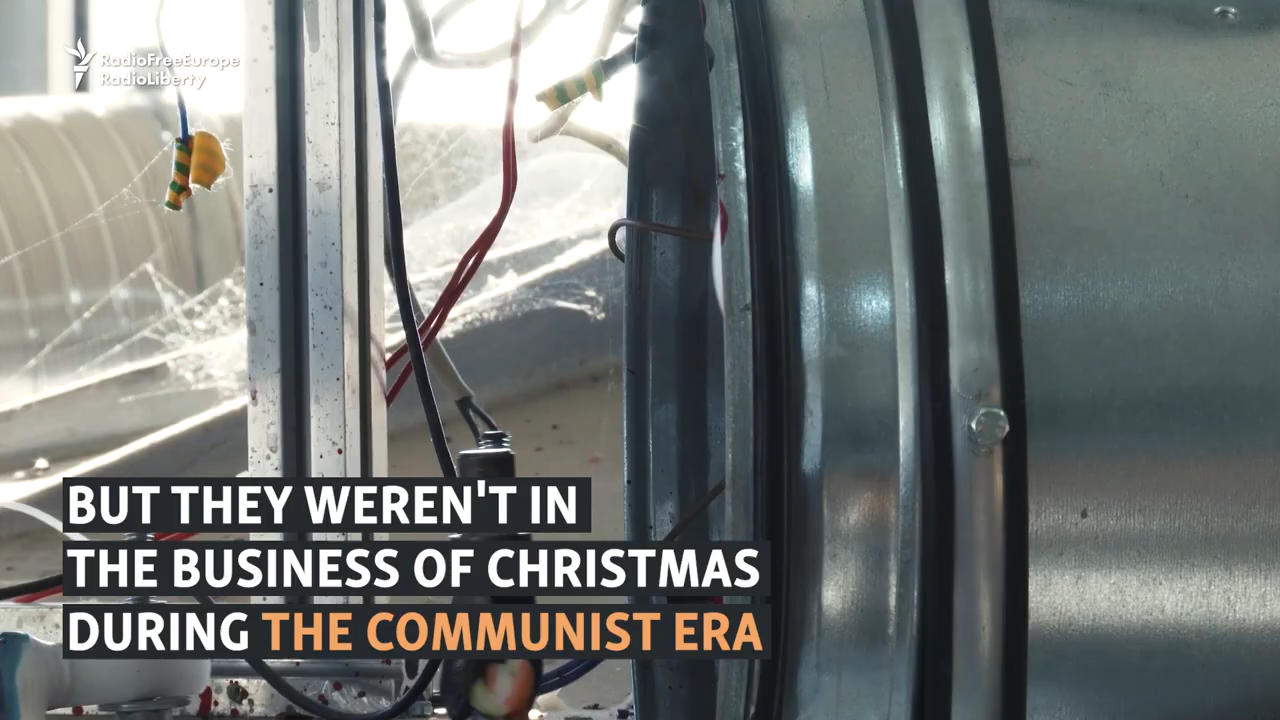 RadioFreeEurope
RadioLiberty
BUT THEY WEREN'T IN
THE BUSINESS OF CHRISTMAS
DURING THE COMMUNIST ERA